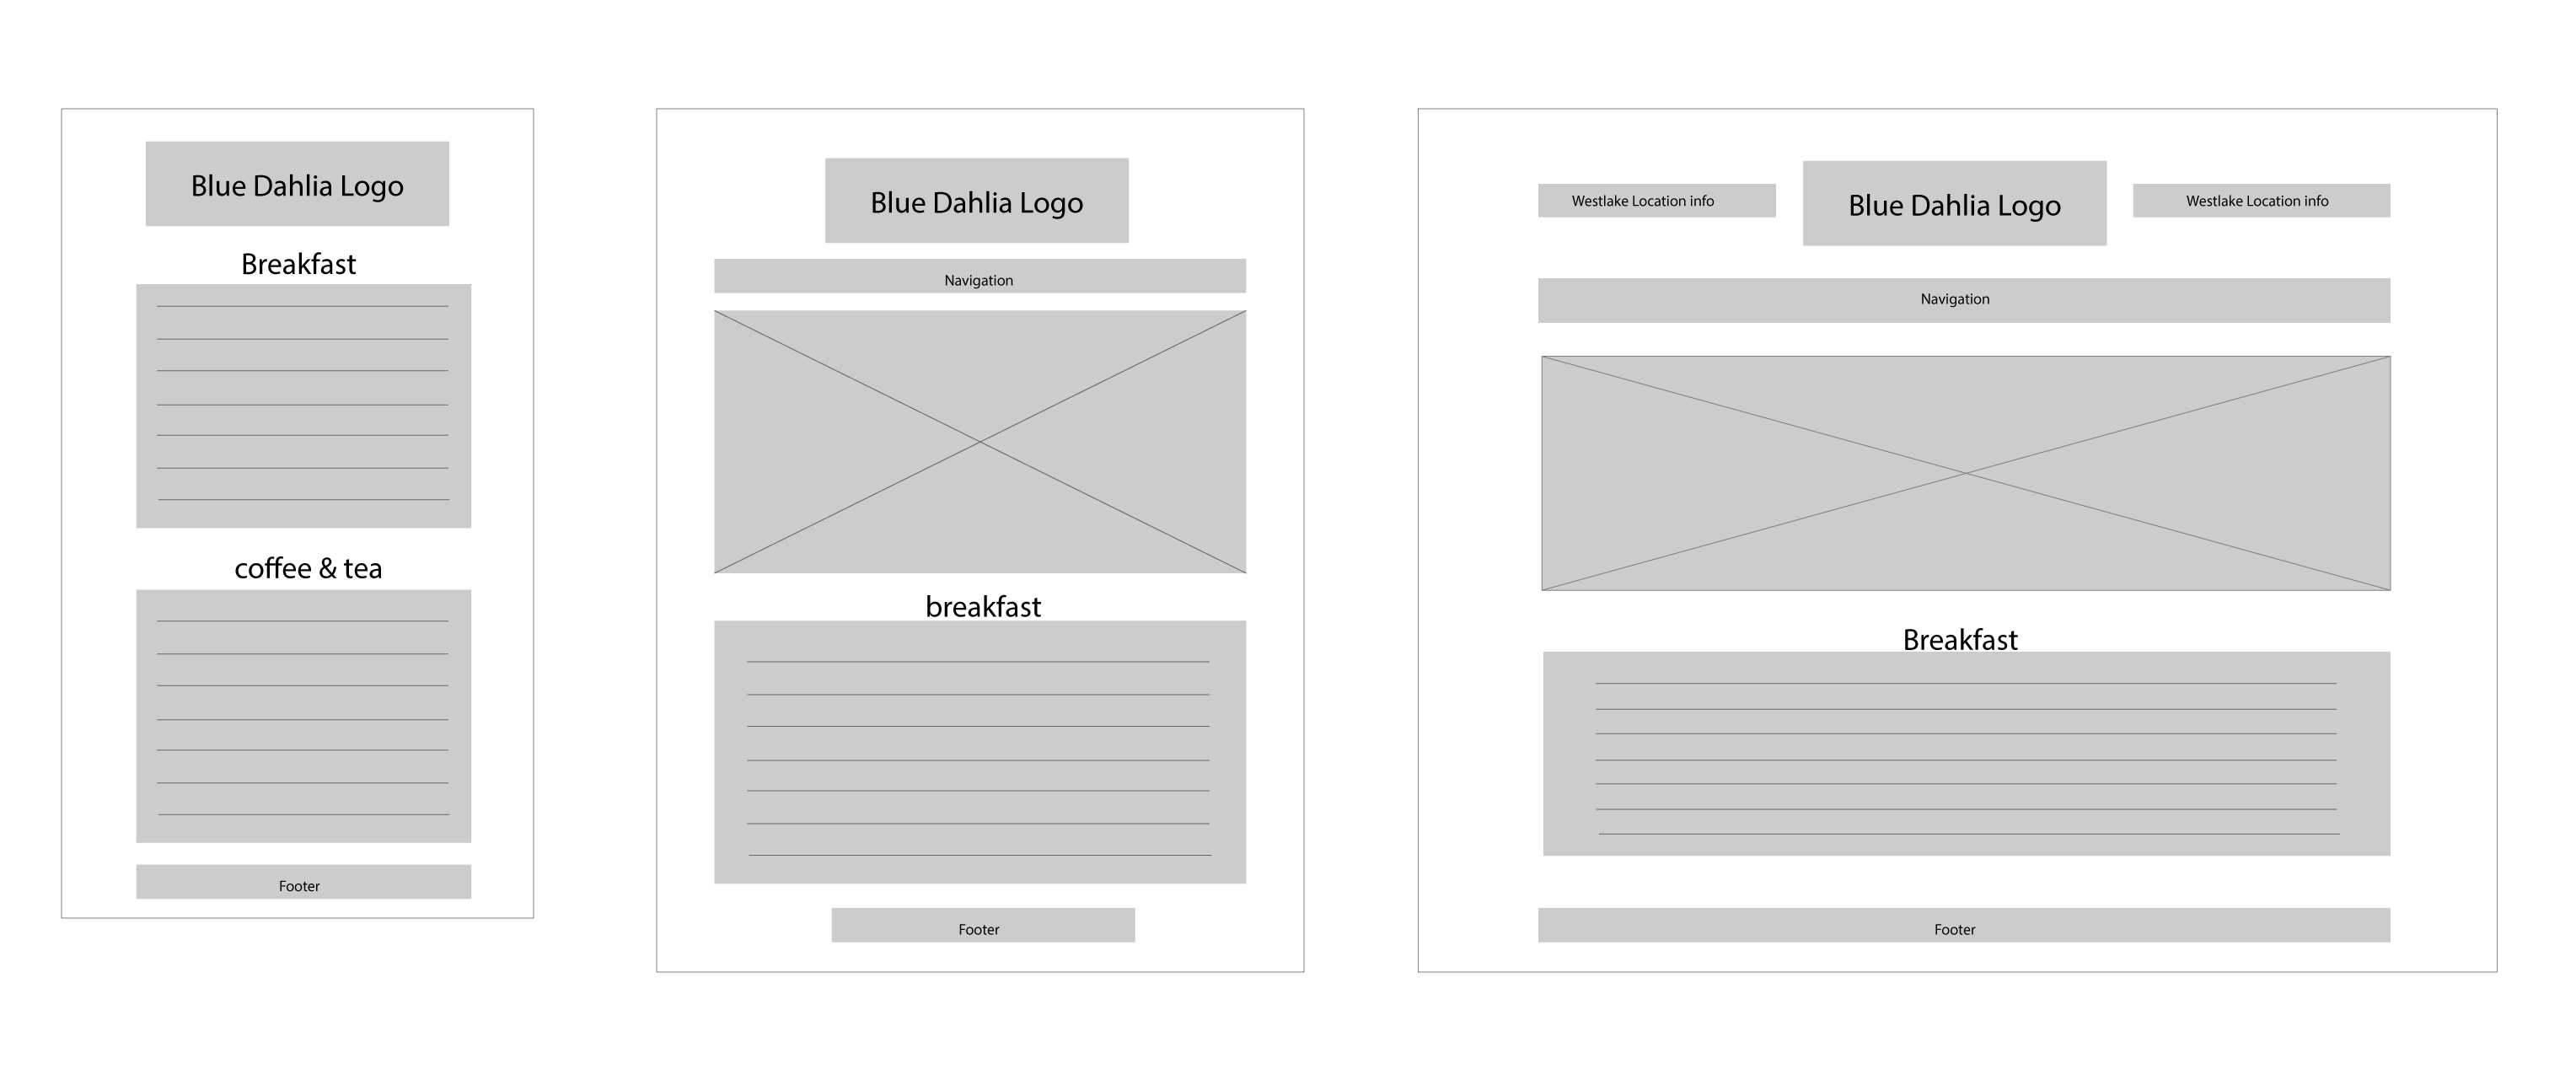 Blue Dahlia Logo
Breakfast
coffee & tea
Footer
Blue Dahlia Logo
Navigation
breakfast
Footer
Westlake Location info
Blue Dahlia Logo
Westlake Location info
Navigation
Breakfast
Footer